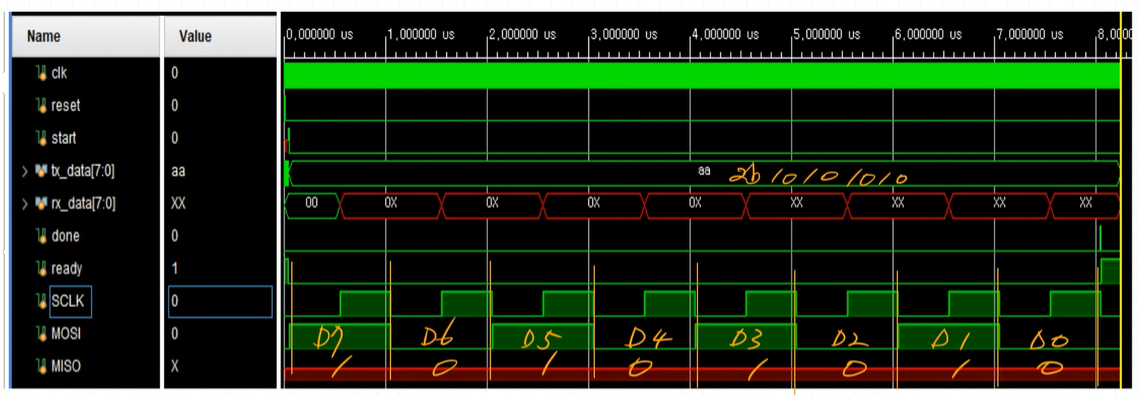 Name Value
0,000000 us 1,000000 us 2,000000 us 3,000000 us 4,000000 us 5,000000 us 6,000000 us 7,000000 us 8,000
clk 0
reset 0
start 0
tx_data[7:0] aa aa 2b 10101010
rx_data[7:0] XX 00 0X 0X 0X 0X XX XX XX XX
done 0
ready 1
SCLK 0
MOSI 0 D7 D6 D5 D4 D3 D2 D1 D0
MISO X 1 0 1 0 1 0 1 0